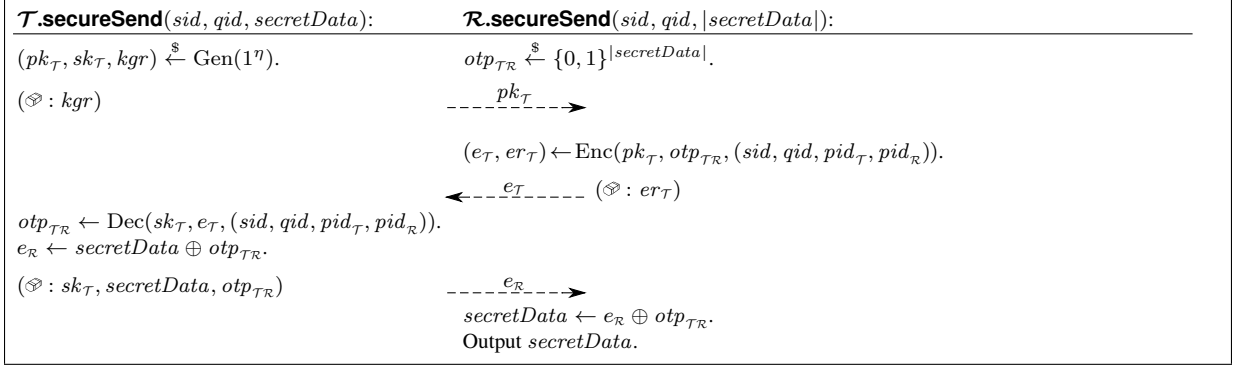 𝓣.secureSend(sid, qid, secretData): 𝓡.secureSend(sid, qid, |secretData|):
(pk_𝒯, sk_𝒯, kgr) ←$ Gen(1^η). otp_𝒯ℛ ←$ {0, 1}^|secretData|.
( : kgr) pk_𝒯
(e_𝒯, er_𝒯) ← Enc(pk_𝒯, otp_𝒯ℛ, (sid, qid, pid_𝒯, pid_ℛ)).
e_𝒯 ( : er_𝒯)
otp_𝒯ℛ ← Dec(sk_𝒯, e_𝒯, (sid, qid, pid_𝒯, pid_ℛ)).
e_ℛ ← secretData ⊕ otp_𝒯ℛ.
( : sk_𝒯, secretData, otp_𝒯ℛ) e_ℛ
secretData ← e_ℛ ⊕ otp_𝒯ℛ.
Output secretData.